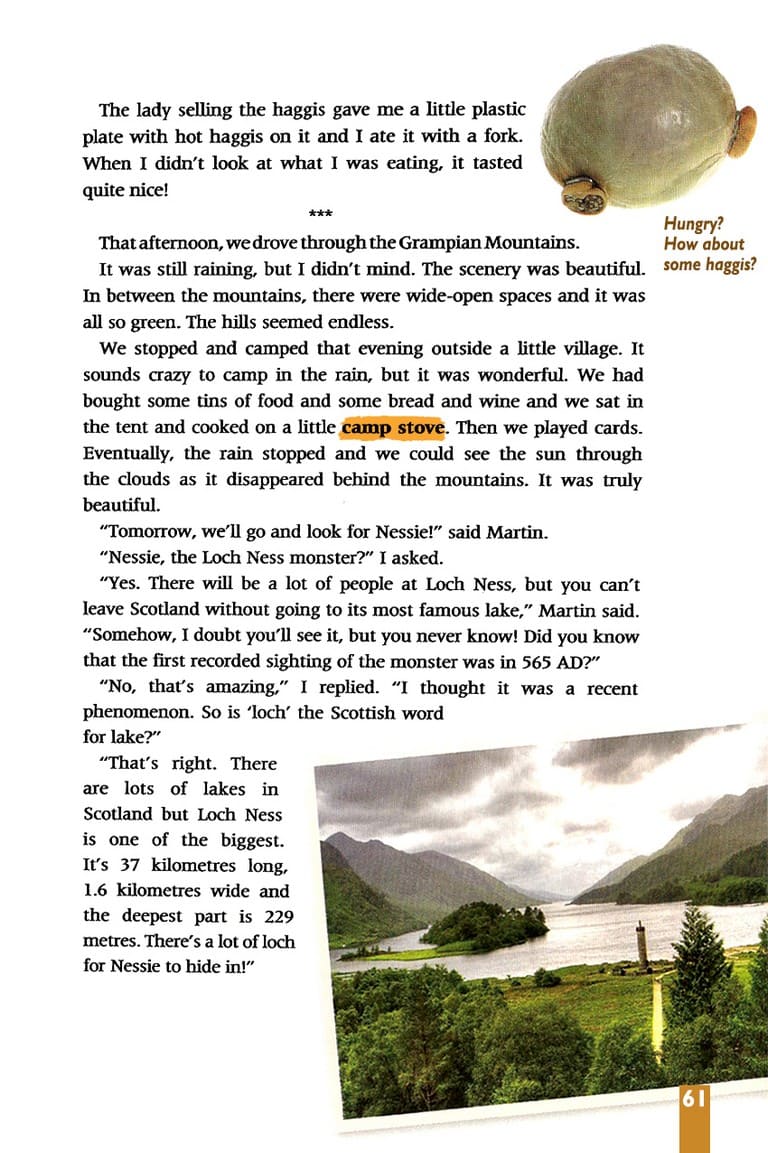 The lady selling the haggis gave me a little plastic
plate with hot haggis on it and I ate it with a fork.
When I didn't look at what I was eating, it tasted
quite nice!
***
That afternoon, we drove through the Grampian Mountains.
Hungry?
How about
some haggis?
It was still raining, but I didn't mind. The scenery was beautiful.
In between the mountains, there were wide-open spaces and it was
all so green. The hills seemed endless.
We stopped and camped that evening outside a little village. It
sounds crazy to camp in the rain, but it was wonderful. We had
bought some tins of food and some bread and wine and we sat in
the tent and cooked on a little camp stove. Then we played cards.
Eventually, the rain stopped and we could see the sun through
the clouds as it disappeared behind the mountains. It was truly
beautiful.
"Tomorrow, we'll go and look for Nessie!" said Martin.
"Nessie, the Loch Ness monster?" I asked.
"Yes. There will be a lot of people at Loch Ness, but you can't
leave Scotland without going to its most famous lake," Martin said.
"Somehow, I doubt you'll see it, but you never know! Did you know
that the first recorded sighting of the monster was in 565 AD?"
"No, that's amazing," I replied. "I thought it was a recent
phenomenon. So is 'loch' the Scottish word
for lake?"
"That's right. There
are lots of lakes in
Scotland but Loch Ness
is one of the biggest.
It's 37 kilometres long,
1.6 kilometres wide and
the deepest part is 229
metres. There's a lot of loch
for Nessie to hide in!"
61